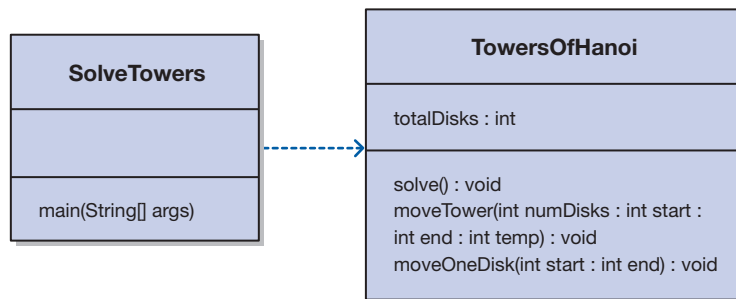 SolveTowers
main(String[] args)
TowersOfHanoi
totalDisks : int
solve() : void
moveTower(int numDisks : int start :
int end : int temp) : void
moveOneDisk(int start : int end) : void